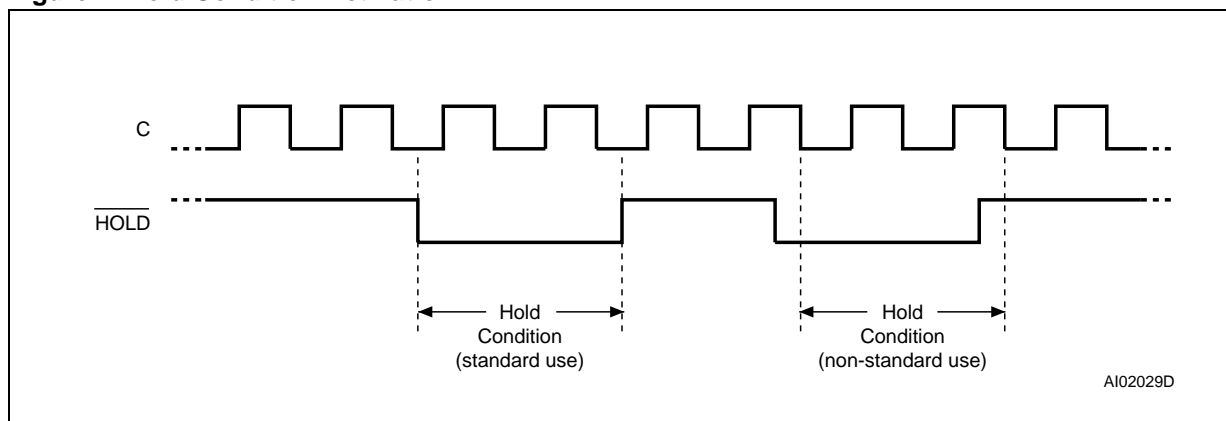 C
HOLD
Hold
Condition
(standard use)
Hold
Condition
(non-standard use)
AI02029D